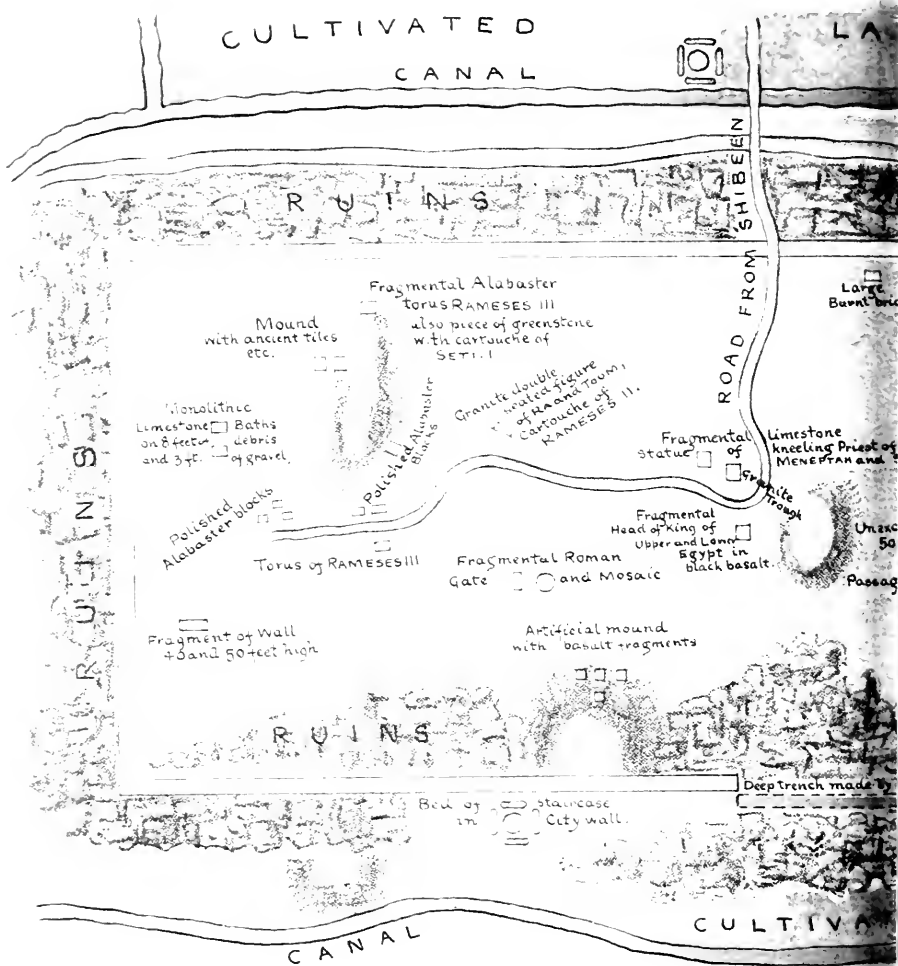 CULTIVATED
LA
CANAL
RUINS
ROAD FROM SHIBEEN
Large
Burnt bric
Fragmental Alabaster
torus RAMESES III
also piece of greenstone
with cartouche of
SETI. I
Mound
with ancient tiles
etc.
Granite double
sealed figure
of RA AND TOUM,
Cartouche of
RAMESES II.
Monolithic
Limestone Baths
on 8 feet debris
and 3 ft. of gravel.
Polished Alabaster
Blocks
RUINS
Fragmental
Statue of
Granite
Trough
Limestone
kneeling Priest of
MENEPTAH and
Polished
Alabaster blocks
Torus of RAMESES III
Fragmental
Head of King of
Upper and Lower
Egypt in
black basalt.
Unexc
50
Passag
Fragmental Roman
Gate and Mosaic
Fragment of Wall
43 and 50 feet high
Artificial mound
with basalt fragments
RUINS
Deep trench made by
Bed of staircase
in City wall.
CANAL
CULTIVA